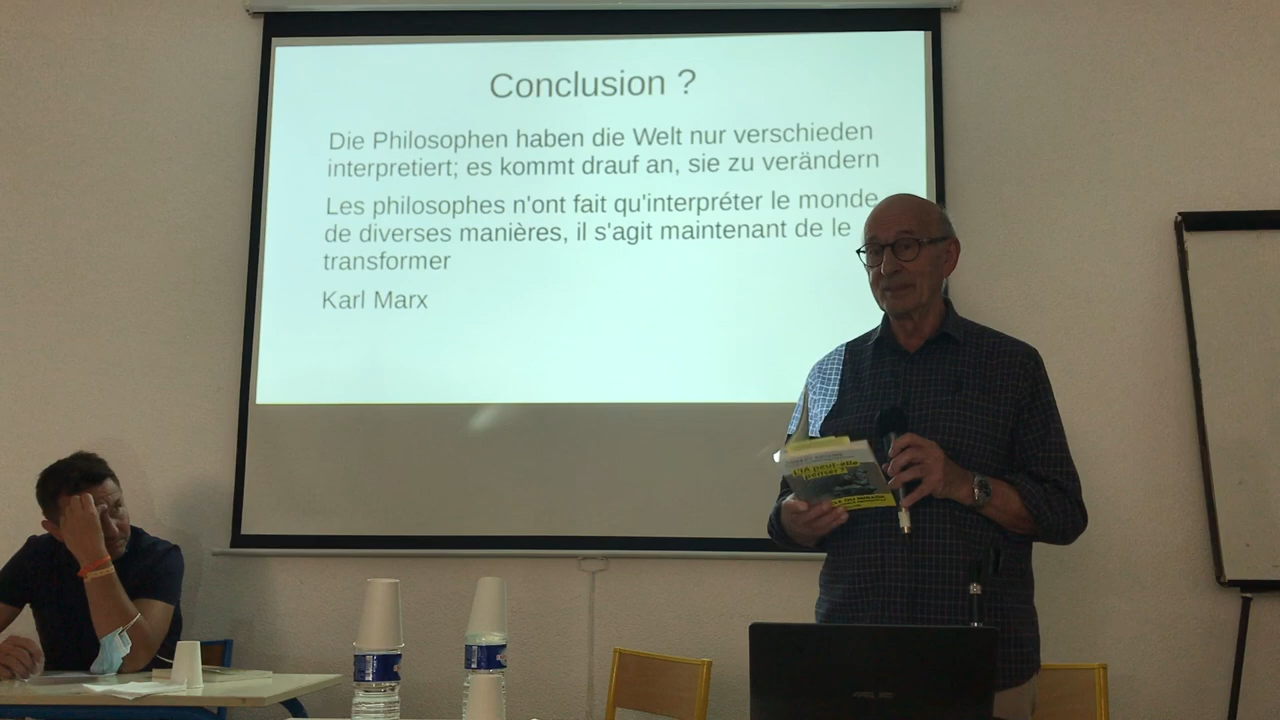 Conclusion ?
Die Philosophen haben die Welt nur verschieden
interpretiert; es kommt drauf an, sie zu verändern
Les philosophes n'ont fait qu'interpréter le monde
de diverses manières, il s'agit maintenant de le
transformer
Karl Marx
L'IA peut-elle
penser ?
OU MIRAGE